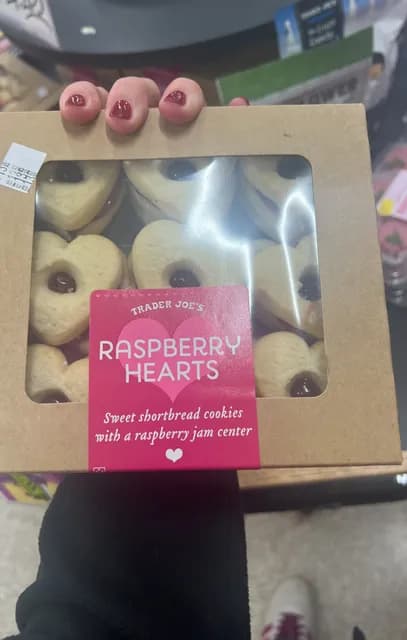 TRADER JOE'S
RASPBERRY
HEARTS
Sweet shortbread cookies
with a raspberry jam center